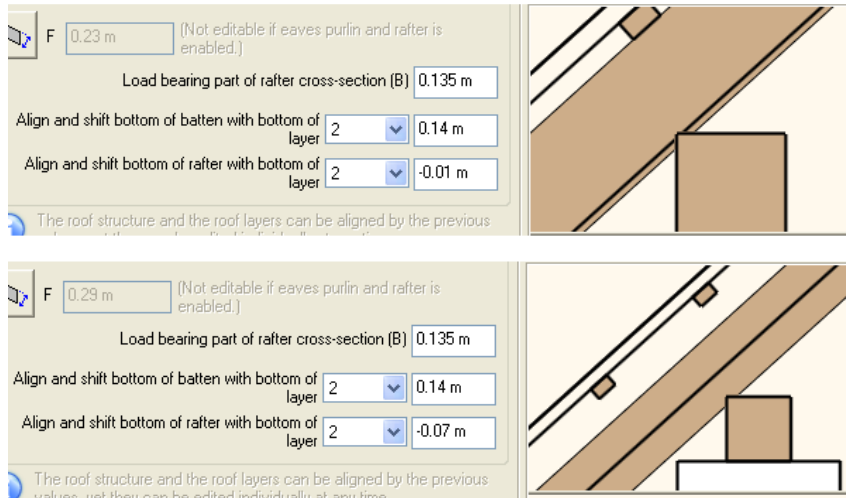 F 0.23 m (Not editable if eaves purlin and rafter is
enabled.)
Load bearing part of rafter cross-section (B) 0.135 m
Align and shift bottom of batten with bottom of
layer 2 0.14 m
Align and shift bottom of rafter with bottom of
layer 2 -0.01 m
The roof structure and the roof layers can be aligned by the previous
F 0.29 m (Not editable if eaves purlin and rafter is
enabled.)
Load bearing part of rafter cross-section (B) 0.135 m
Align and shift bottom of batten with bottom of
layer 2 0.14 m
Align and shift bottom of rafter with bottom of
layer 2 -0.07 m
The roof structure and the roof layers can be aligned by the previous
values, yet they can be edited individually at any time.